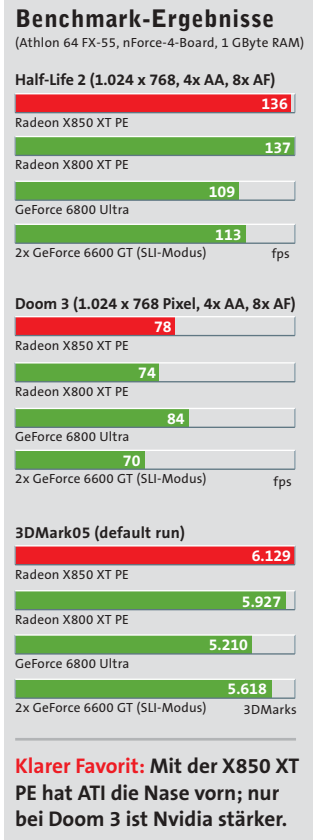 Benchmark-Ergebnisse
(Athlon 64 FX-55, nForce-4-Board, 1 GByte RAM)
Half-Life 2 (1.024 x 768, 4x AA, 8x AF)
136
Radeon X850 XT PE
137
Radeon X800 XT PE
109
GeForce 6800 Ultra
113
2x GeForce 6600 GT (SLI-Modus) fps
Doom 3 (1.024 x 768 Pixel, 4x AA, 8x AF)
78
Radeon X850 XT PE
74
Radeon X800 XT PE
84
GeForce 6800 Ultra
70
2x GeForce 6600 GT (SLI-Modus) fps
3DMark05 (default run)
6.129
Radeon X850 XT PE
5.927
Radeon X800 XT PE
5.210
GeForce 6800 Ultra
5.618
2x GeForce 6600 GT (SLI-Modus) 3DMarks
Klarer Favorit: Mit der X850 XT
PE hat ATI die Nase vorn; nur
bei Doom 3 ist Nvidia stärker.